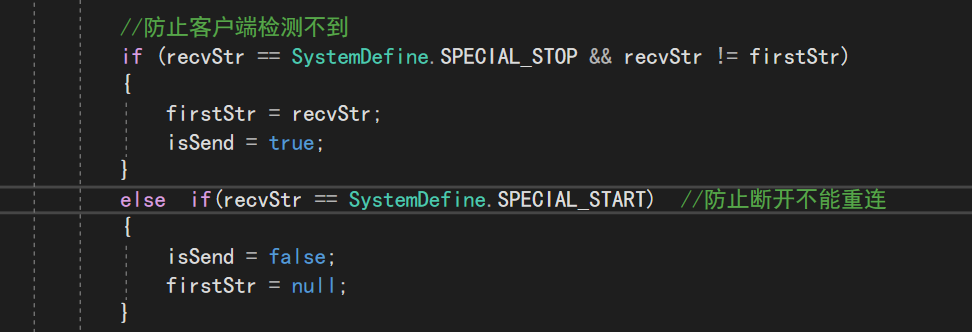 //防止客户端检测不到
if (recvStr == SystemDefine.SPECIAL_STOP && recvStr != firstStr)
{
firstStr = recvStr;
isSend = true;
}
else  if(recvStr == SystemDefine.SPECIAL_START)  //防止断开不能重连
{
isSend = false;
firstStr = null;
}